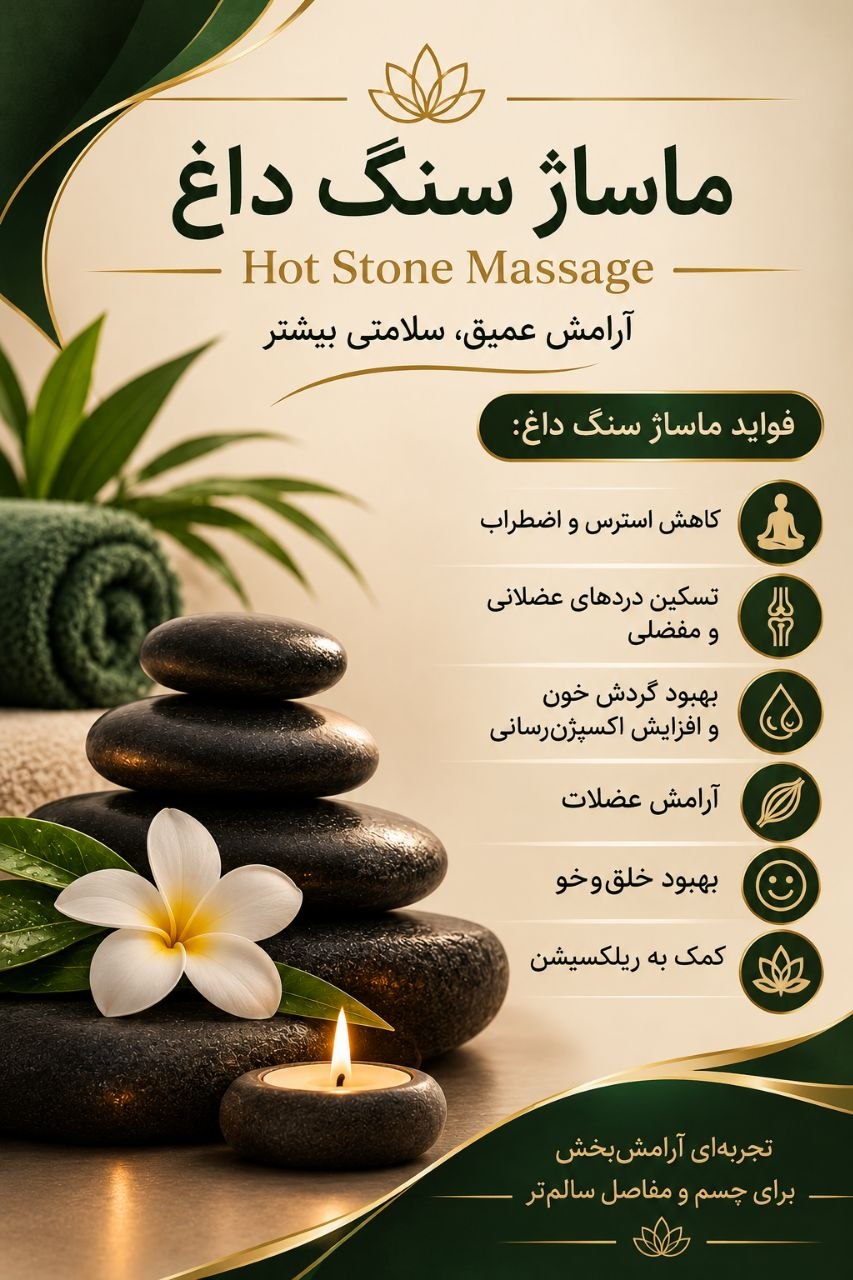 ماساژ سنگ داغ
Hot Stone Massage
آرامش عمیق، سلامتی بیشتر
فواید ماساژ سنگ داغ:
کاهش استرس و اضطراب
تسکین دردهای عضلانی
و مفصلی
بهبود گردش خون
و افزایش اکسیژن‌رسانی
آرامش عضلات
بهبود خلق‌وخو
کمک به ریلکسیشن
تجربه‌ای آرامش‌بخش
برای جسم و مفاصل سالم‌تر